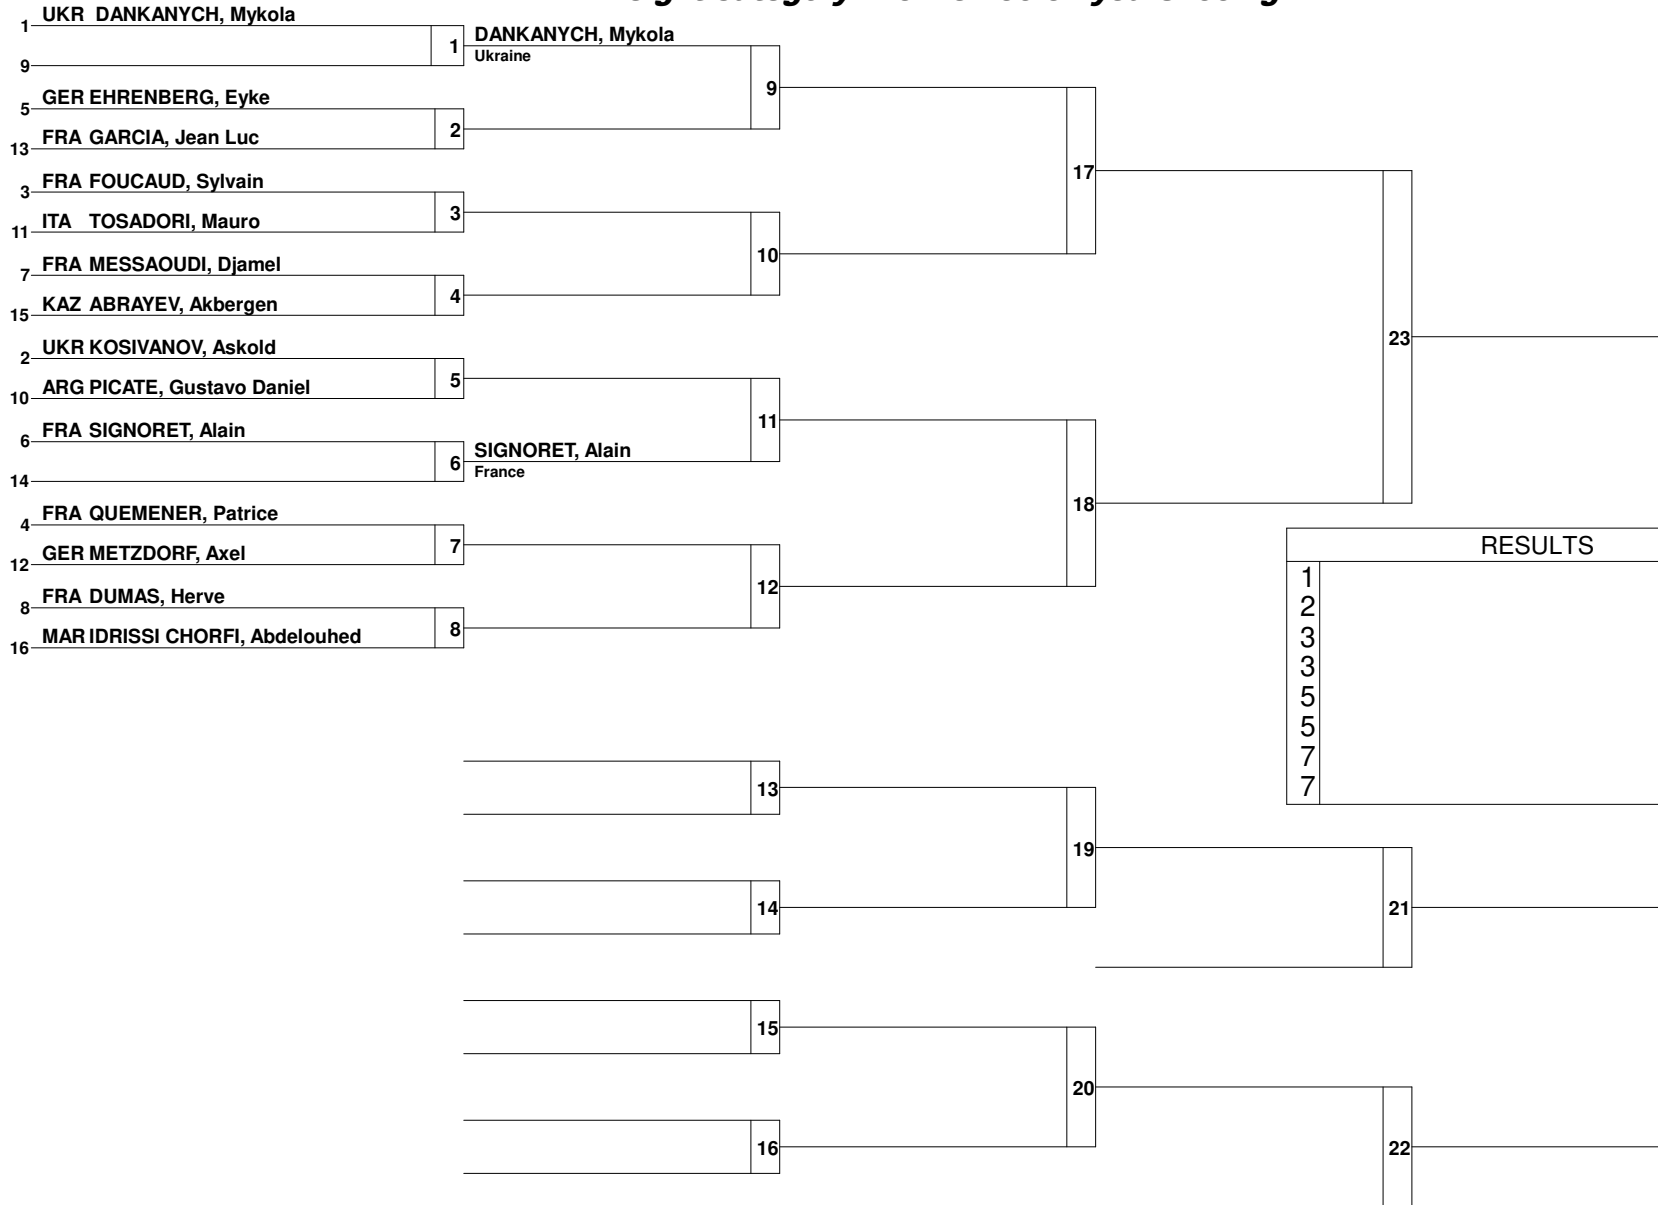 1 UKR DANKANYCH, Mykola
9
1 DANKANYCH, Mykola
Ukraine
5 GER EHRENBERG, Eyke
13 FRA GARCIA, Jean Luc
2
9
3 FRA FOUCAUD, Sylvain
11 ITA TOSADORI, Mauro
3
7 FRA MESSAOUDI, Djamel
15 KAZ ABRAYEV, Akbergen
4
10
17
2 UKR KOSIVANOV, Askold
10 ARG PICATE, Gustavo Daniel
5
6 FRA SIGNORET, Alain
14
6 SIGNORET, Alain
France
11
4 FRA QUEMENER, Patrice
12 GER METZDORF, Axel
7
8 FRA DUMAS, Herve
16 MAR IDRISSI CHORFI, Abdelouhed
8
12
18
23
RESULTS
1
2
3
3
5
5
7
7
13
14
19
21
15
16
20
22